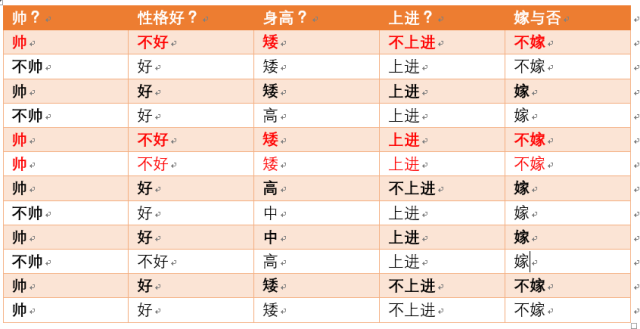 帅？ 性格好？ 身高？ 上进？ 嫁与否
帅 不好 矮 不上进 不嫁
不帅 好 矮 上进 不嫁
帅 好 矮 上进 嫁
不帅 好 高 上进 嫁
帅 不好 矮 上进 不嫁
帅 不好 矮 上进 不嫁
帅 好 高 不上进 嫁
不帅 好 中 上进 嫁
帅 好 中 上进 嫁
不帅 不好 高 上进 嫁
帅 好 矮 不上进 不嫁
帅 好 矮 不上进 不嫁